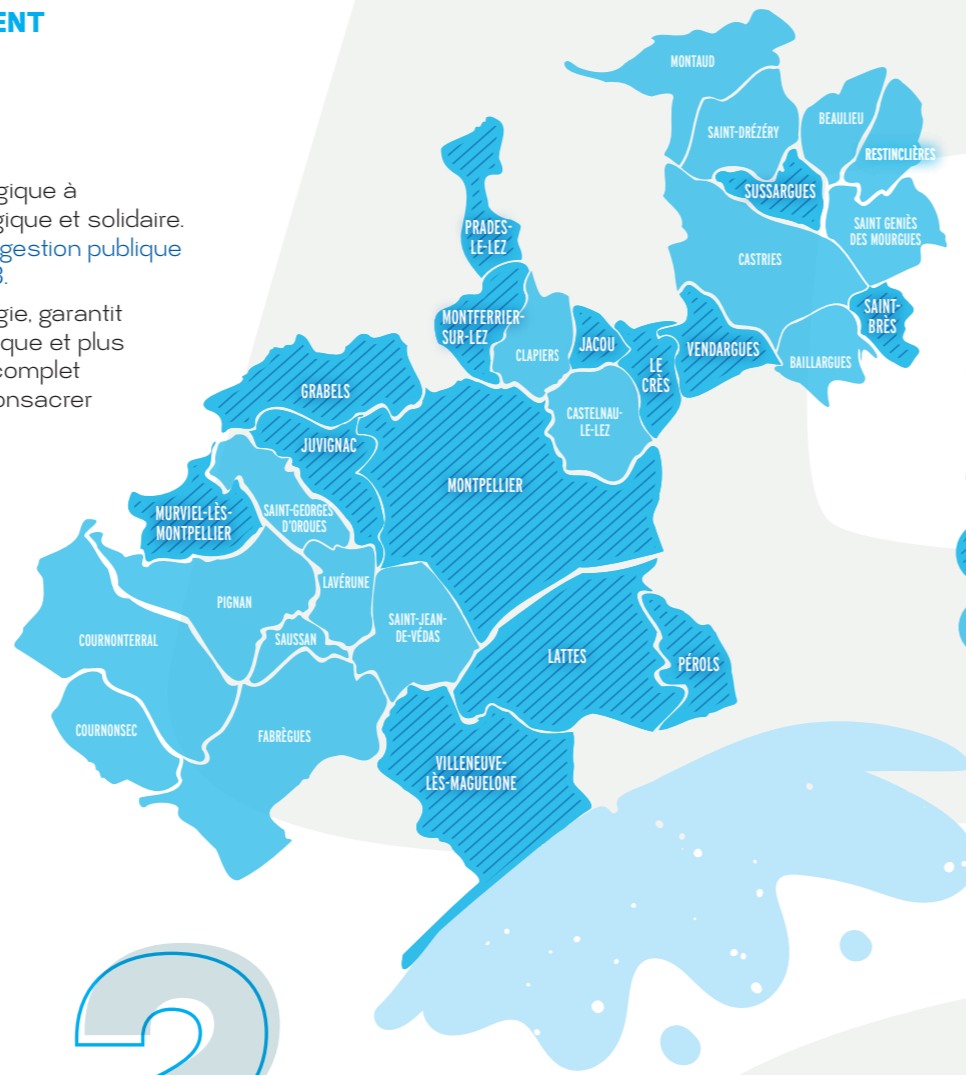 ENT
gique à
gique et solidaire.
gestion publique
3.
gie, garantit
que et plus
complet
onsacrer
MONTAUD
SAINT-DRÉZÉRY
BEAULIEU
RESTINCLIÈRES
SUSSARGUES
SAINT GENIÈS
DES MOURGUES
PRADES-
LE-LEZ
CASTRIES
MONTFERRIER-
SUR-LEZ
CLAPIERS
JACOU
LE
CRÈS
VENDARGUES
SAINT-
BRÈS
BAILLARGUES
GRABELS
CASTELNAU-
LE-LEZ
JUVIGNAC
MONTPELLIER
MURVIEL-LÈS-
MONTPELLIER
SAINT-GEORGES
D'ORQUES
LAVÉRUNE
PIGNAN
SAINT-JEAN-
DE-VÉDAS
COURNONTERRAL
SAUSSAN
LATTES
PÉROLS
COURNONSEC
FABRÈGUES
VILLENEUVE-
LÈS-MAGUELONE